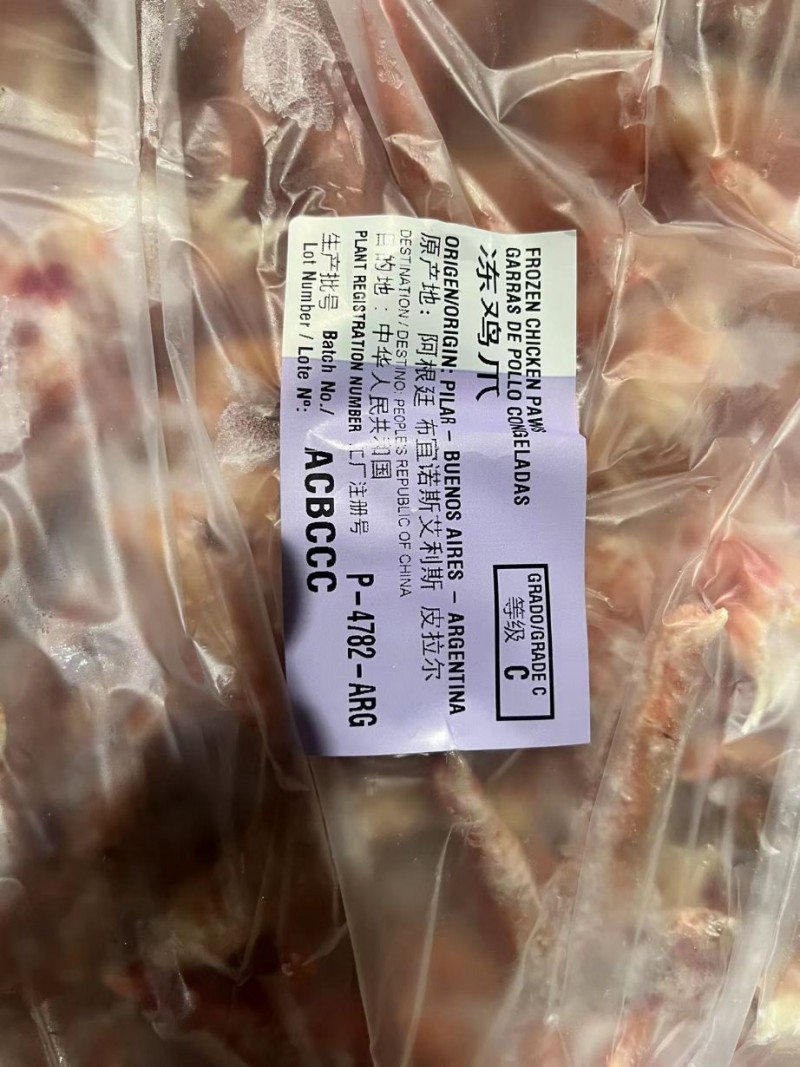 FROZEN CHICKEN PAWS
GARRAS DE POLLO CONGELADAS
冻鸡爪
GRADO/GRADE C
等级 C
ORIGEN/ORIGIN: PILAR - BUENOS AIRES - ARGENTINA
原产地: 阿根廷 布宜诺斯艾利斯 皮拉尔
DESTINATION / DESTINO: PEOPLE'S REPUBLIC OF CHINA
目的地: 中华人民共和国
PLANT REGISTRATION NUMBER 工厂注册号 P-4782-ARG
生产批号 Batch No./
Lot Number / Lote Nº: ACBCCC